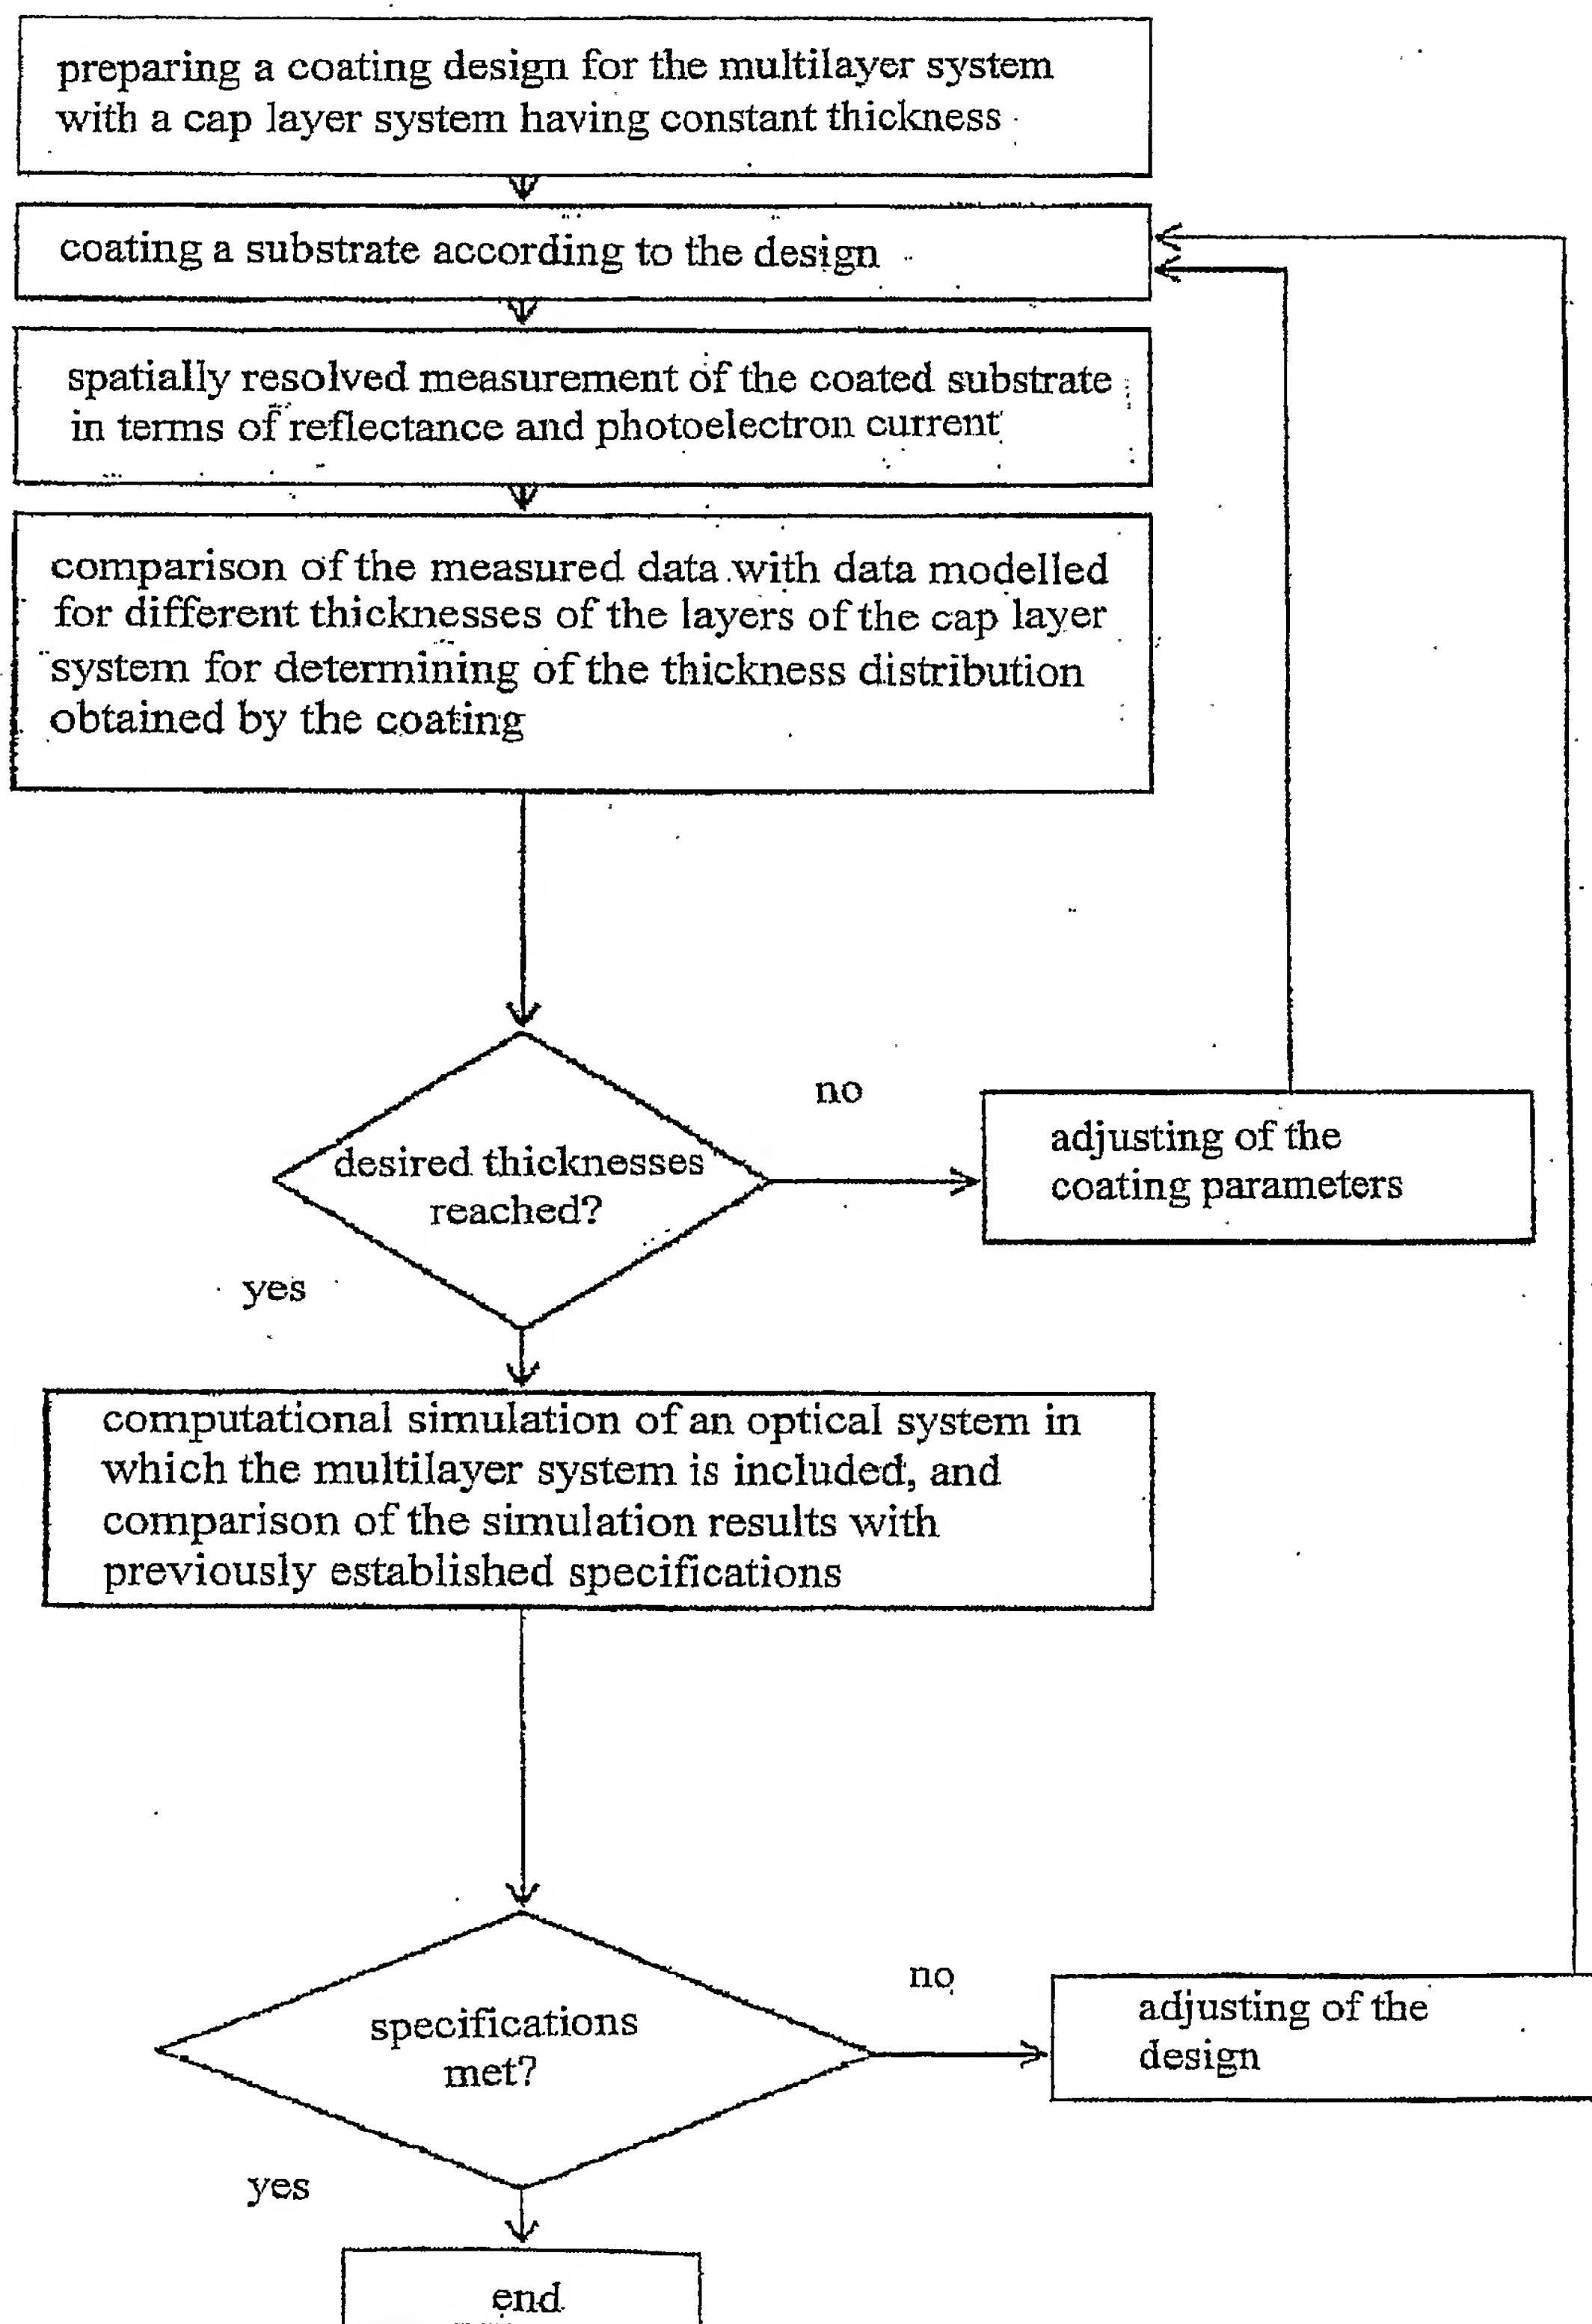 preparing a coating design for the multilayer system
with a cap layer system having constant thickness
coating a substrate according to the design
spatially resolved measurement of the coated substrate
in terms of reflectance and photoelectron current
comparison of the measured data with data modelled
for different thicknesses of the layers of the cap layer
system for determining of the thickness distribution
obtained by the coating
no
desired thicknesses
reached?
adjusting of the
coating parameters
yes
computational simulation of an optical system in
which the multilayer system is included, and
comparison of the simulation results with
previously established specifications
no
specifications
met?
adjusting of the
design
yes
end